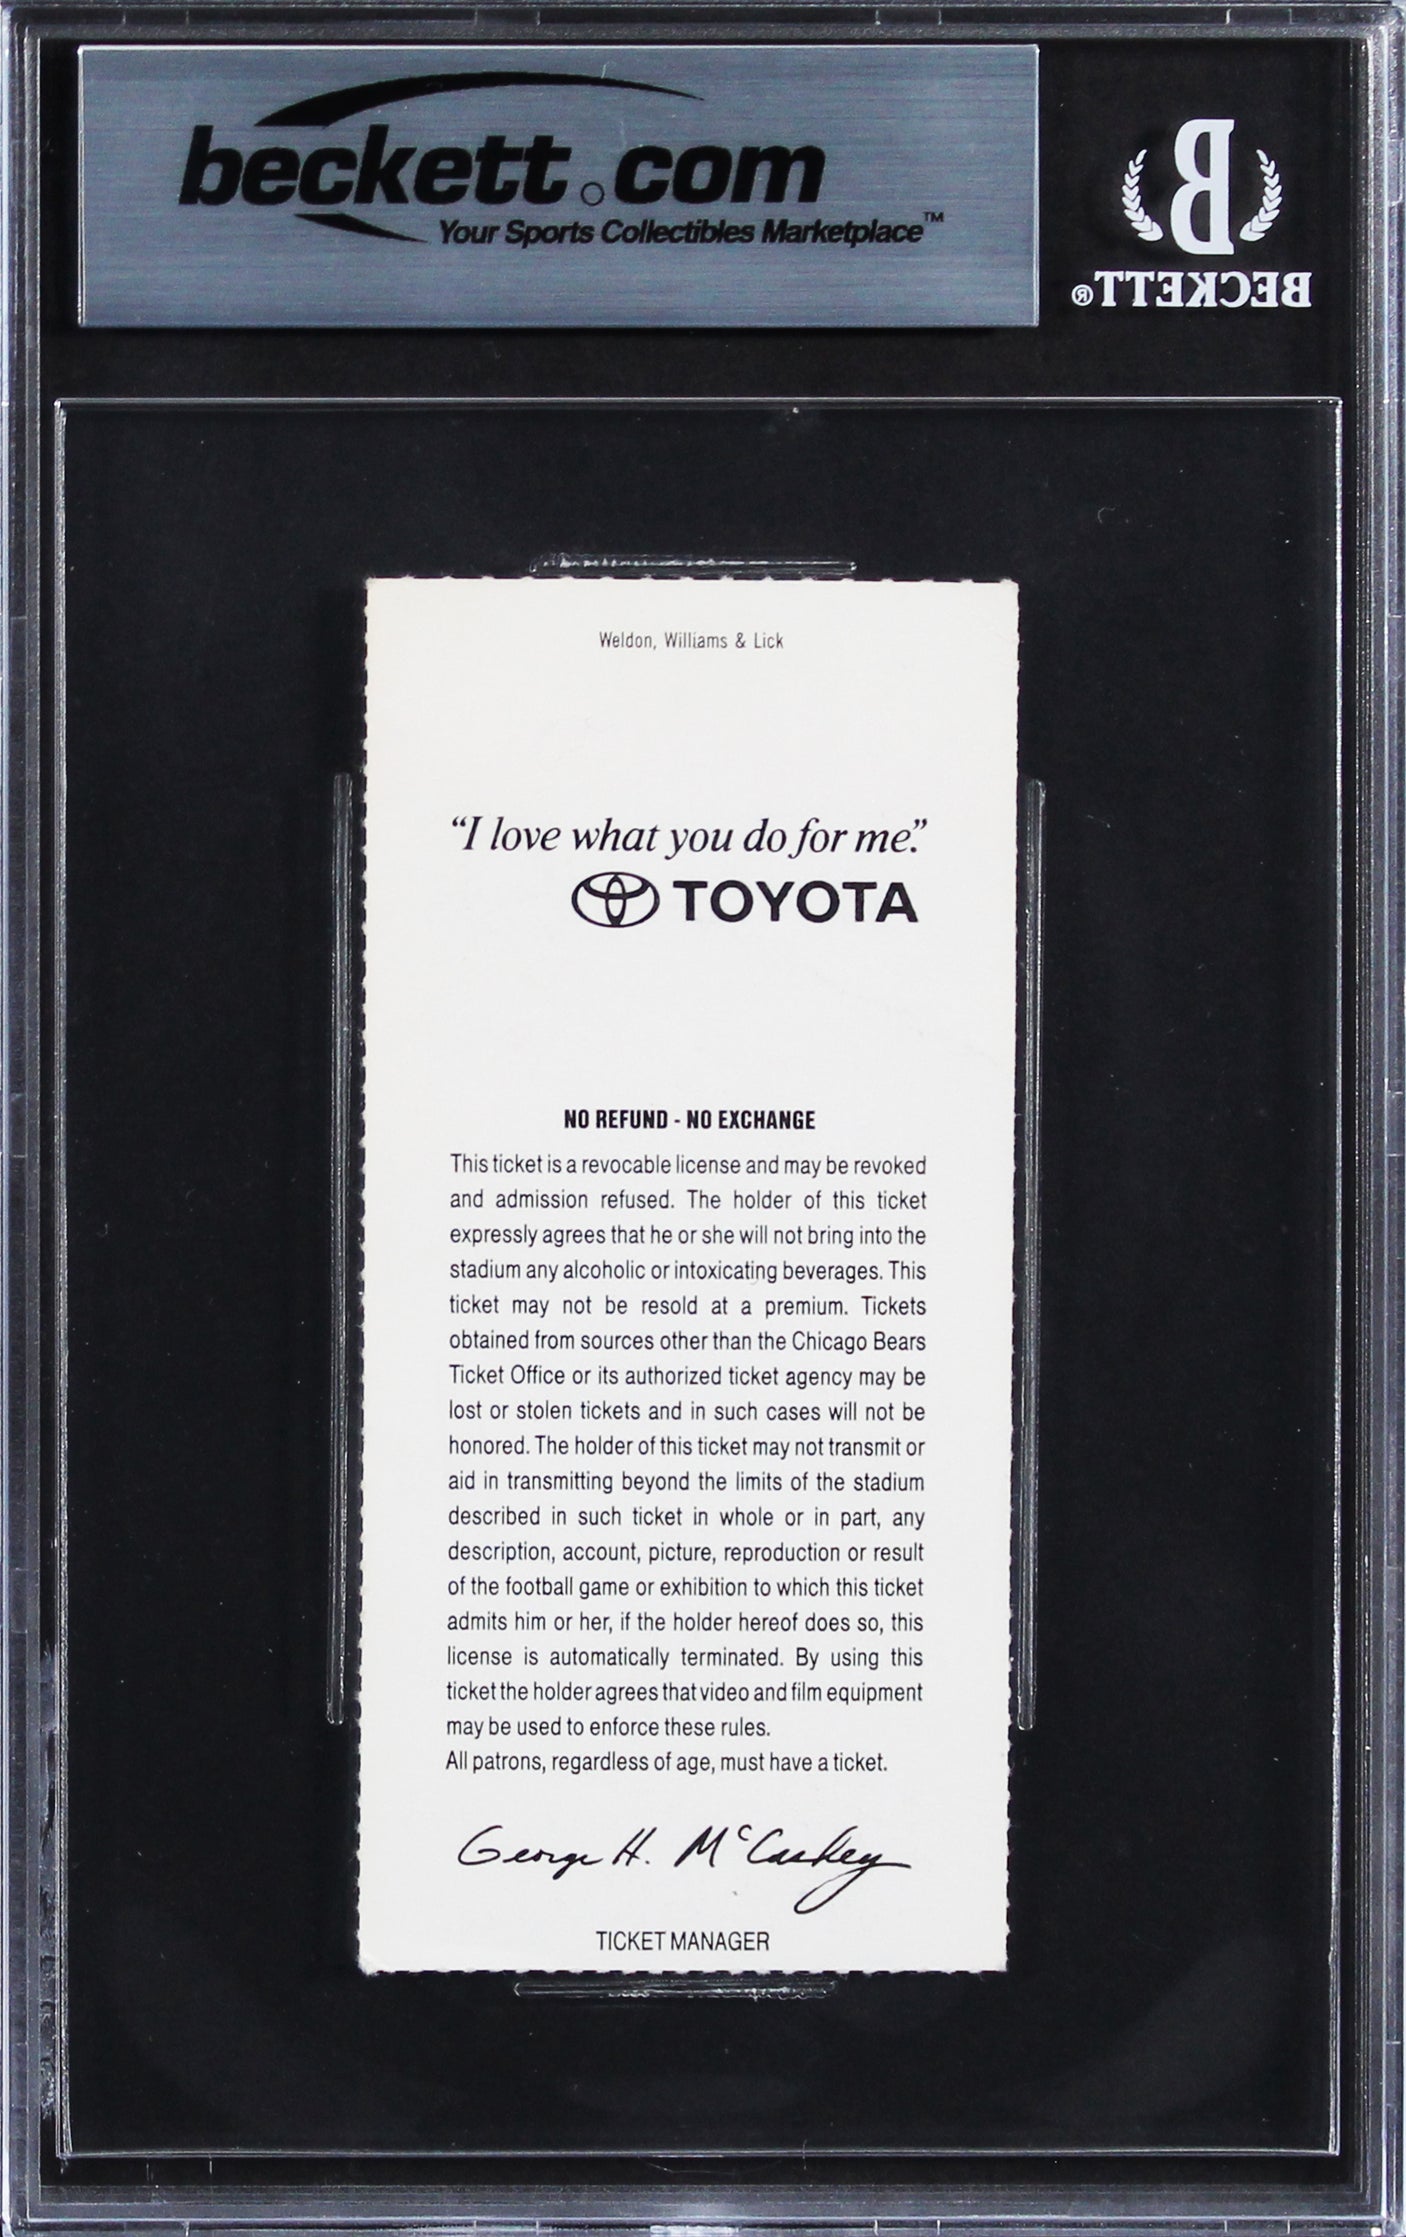 beckett.com
Your Sports Collectibles Marketplace™
B
BECKETT®
Weldon, Williams & Lick
“I love what you do for me.”
TOYOTA
NO REFUND - NO EXCHANGE
This ticket is a revocable license and may be revoked
and admission refused. The holder of this ticket
expressly agrees that he or she will not bring into the
stadium any alcoholic or intoxicating beverages. This
ticket may not be resold at a premium. Tickets
obtained from sources other than the Chicago Bears
Ticket Office or its authorized ticket agency may be
lost or stolen tickets and in such cases will not be
honored. The holder of this ticket may not transmit or
aid in transmitting beyond the limits of the stadium
described in such ticket in whole or in part, any
description, account, picture, reproduction or result
of the football game or exhibition to which this ticket
admits him or her, if the holder hereof does so, this
license is automatically terminated. By using this
ticket the holder agrees that video and film equipment
may be used to enforce these rules.
All patrons, regardless of age, must have a ticket.
George H. McCaskey
TICKET MANAGER